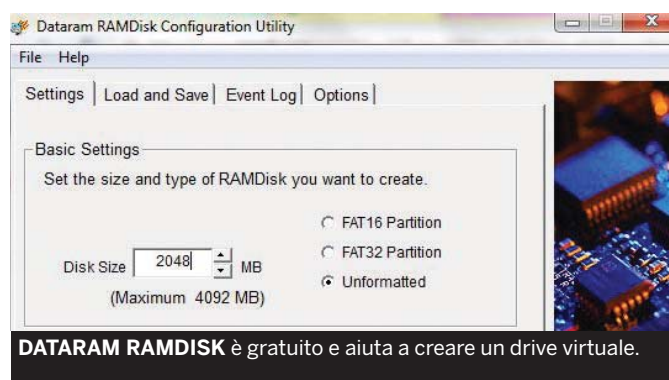 Dataram RAMDisk Configuration Utility
File Help
Settings Load and Save Event Log Options
Basic Settings
Set the size and type of RAMDisk you want to create.
FAT16 Partition
Disk Size 2048 MB
FAT32 Partition
Unformatted
(Maximum 4092 MB)
DATARAM RAMDISK è gratuito e aiuta a creare un drive virtuale.